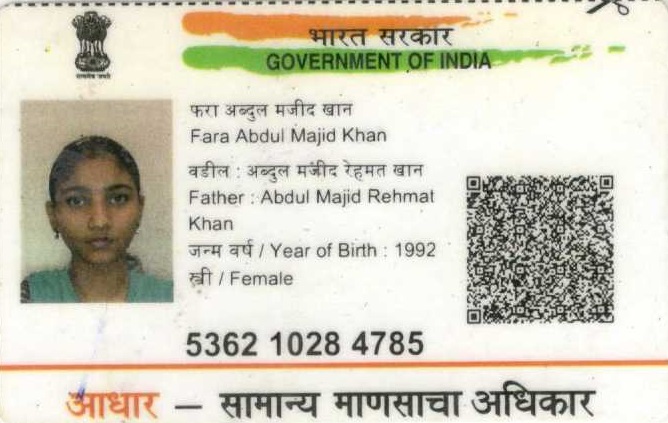 सत्यमेव जयते
भारत सरकार
GOVERNMENT OF INDIA
फरा अब्दुल मजीद खान
Fara Abdul Majid Khan
वडील : अब्दुल मजीद रेहमत खान
Father : Abdul Majid Rehmat
Khan
जन्म वर्ष / Year of Birth : 1992
स्त्री / Female
5362 1028 4785
आधार — सामान्य माणसाचा अधिकार